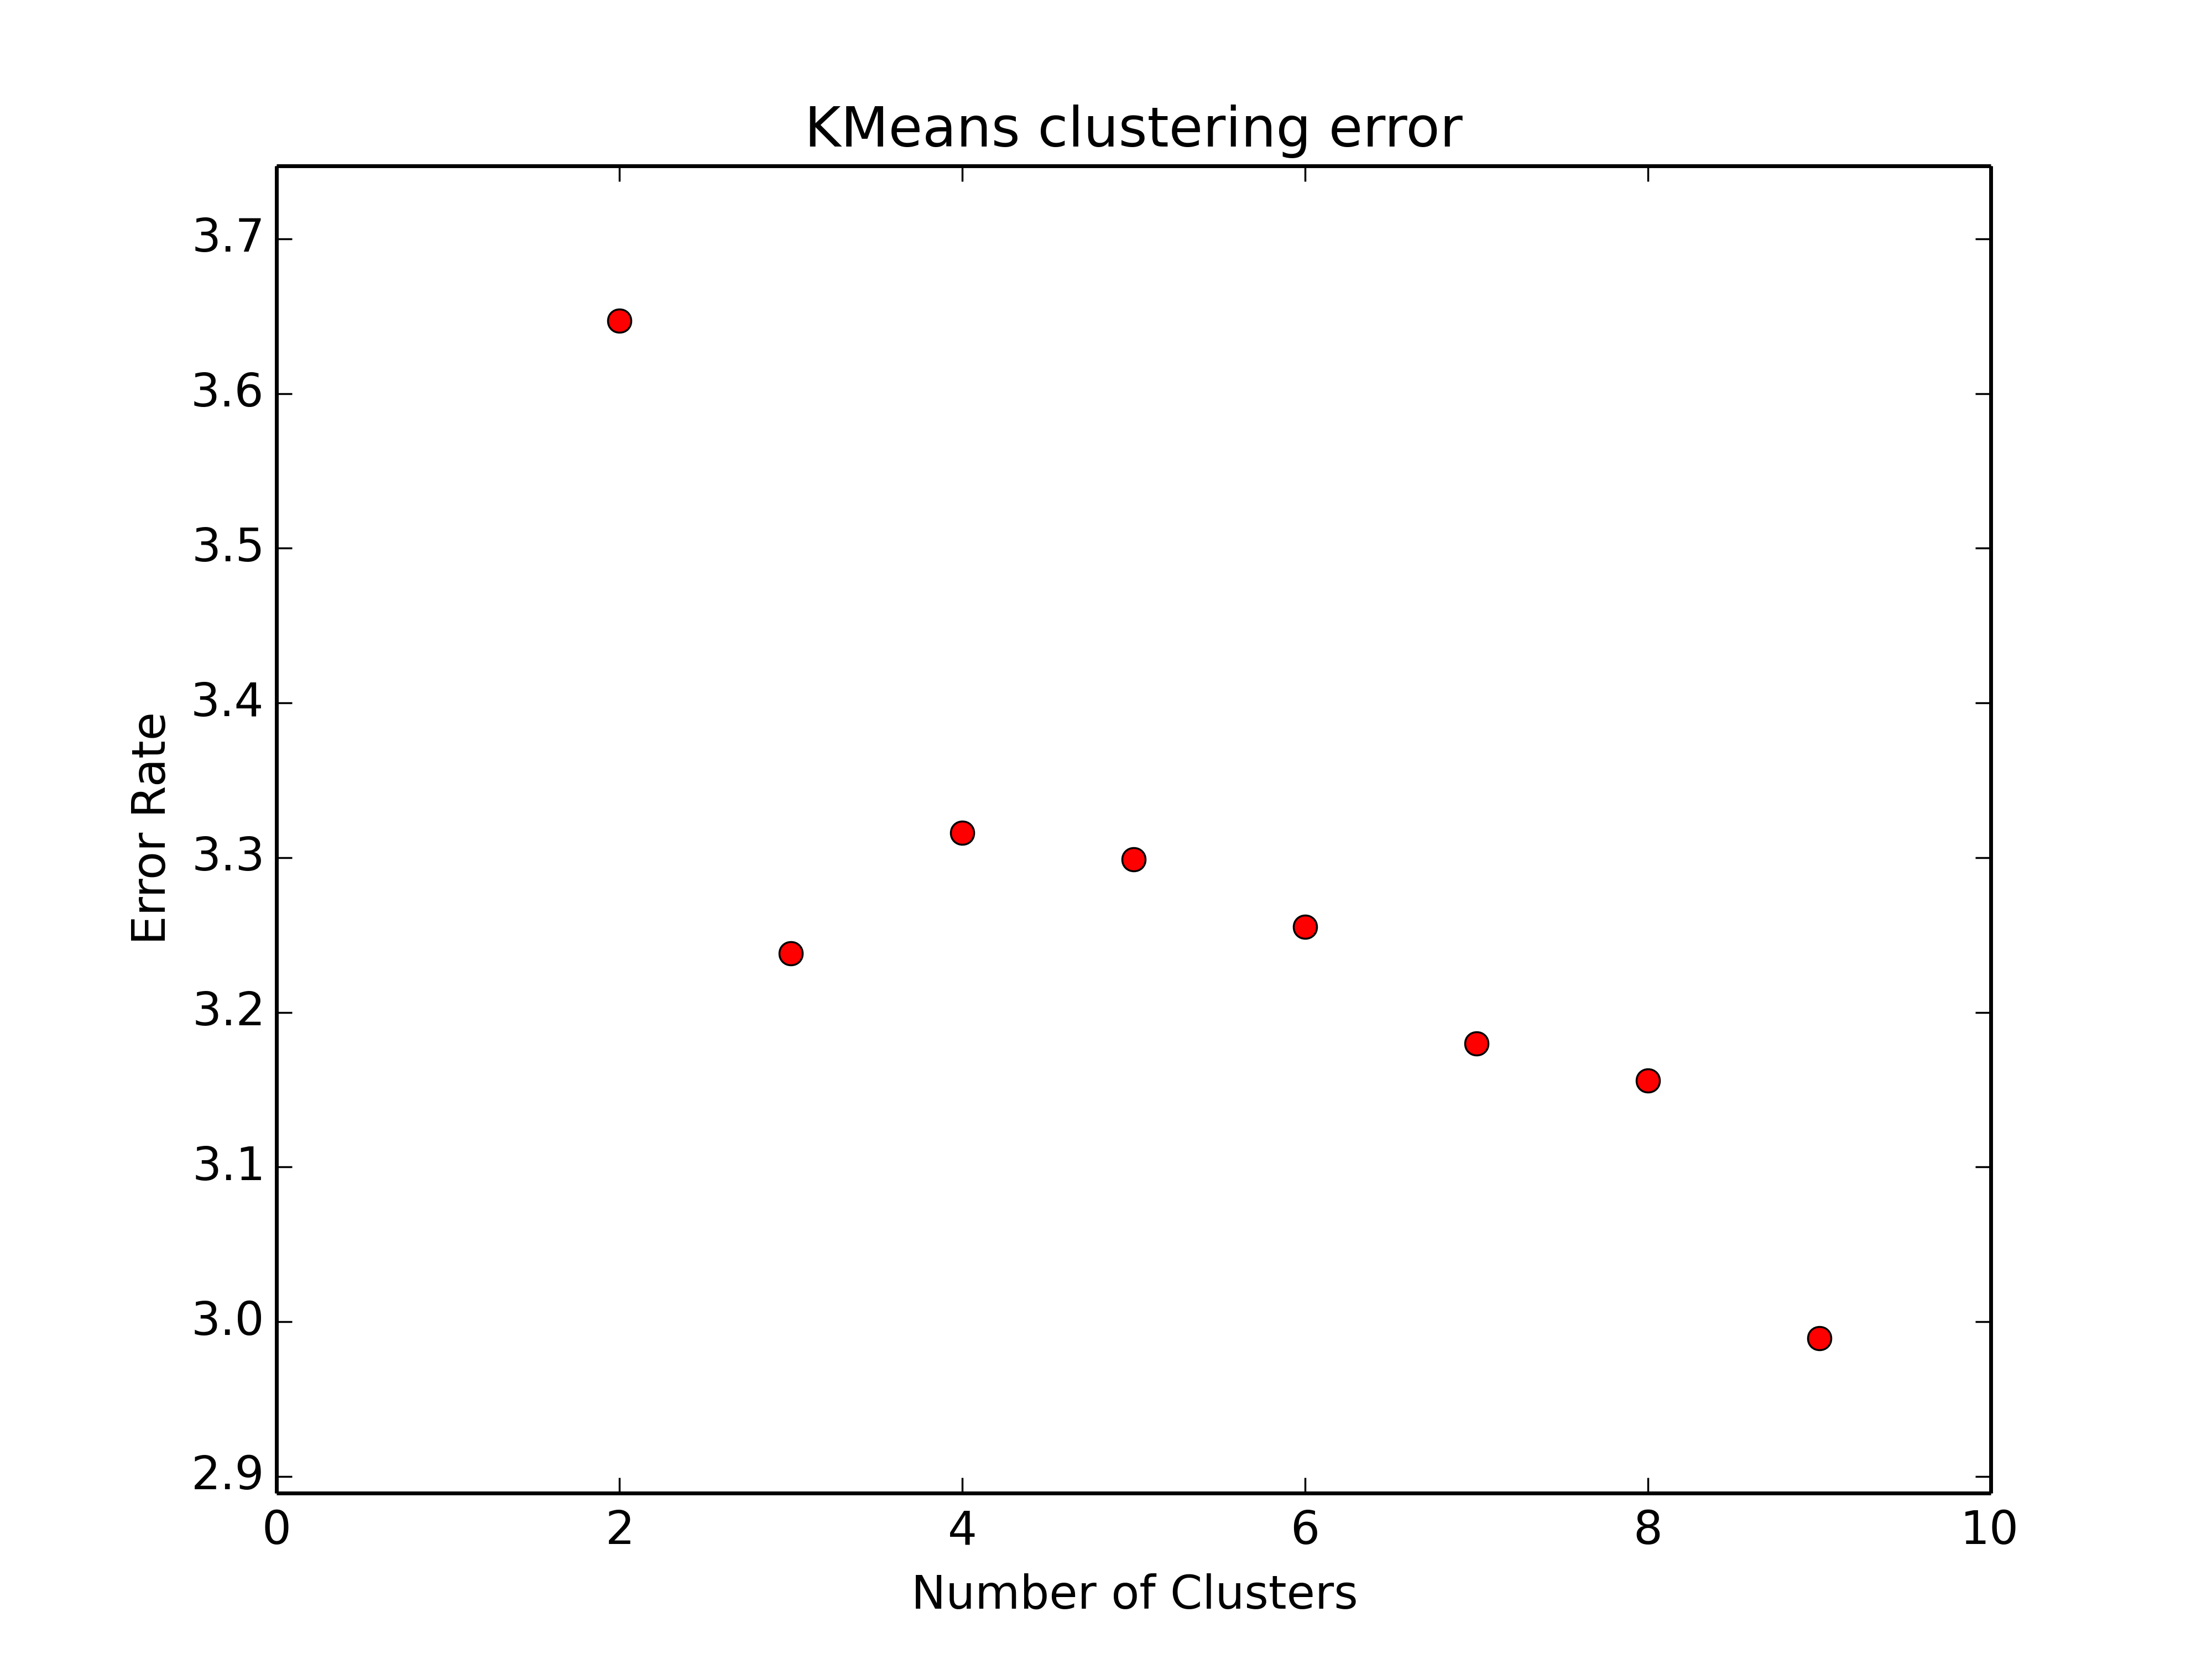 KMeans clustering error
3.7
3.6
3.5
3.4
3.3
3.2
3.1
3.0
2.9
Error Rate
0 2 4 6 8 10
Number of Clusters